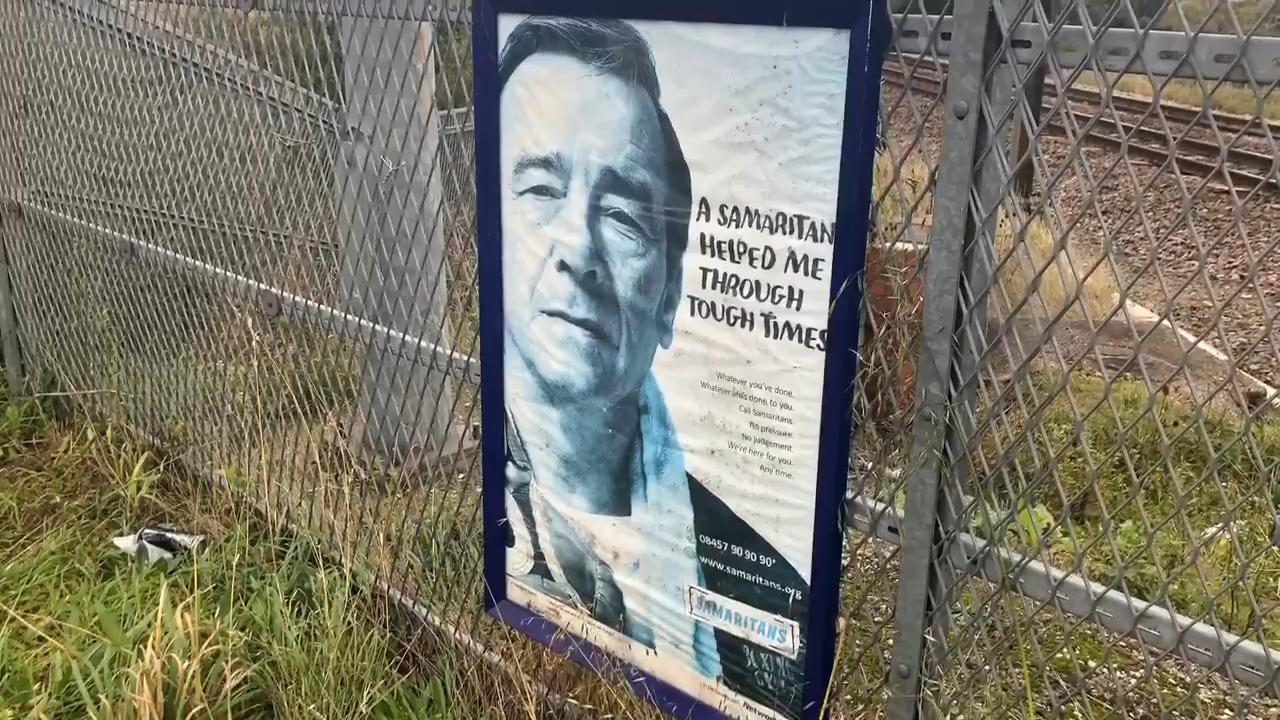 A SAMARITAN
HELPED ME
THROUGH
TOUGH TIMES
Whatever you've done.
Whatever life's done to you.
Call Samaritans.
No pressure.
No judgement.
We're here for you.
Any time.
08457 90 90 90*
www.samaritans.org
SAMARITANS